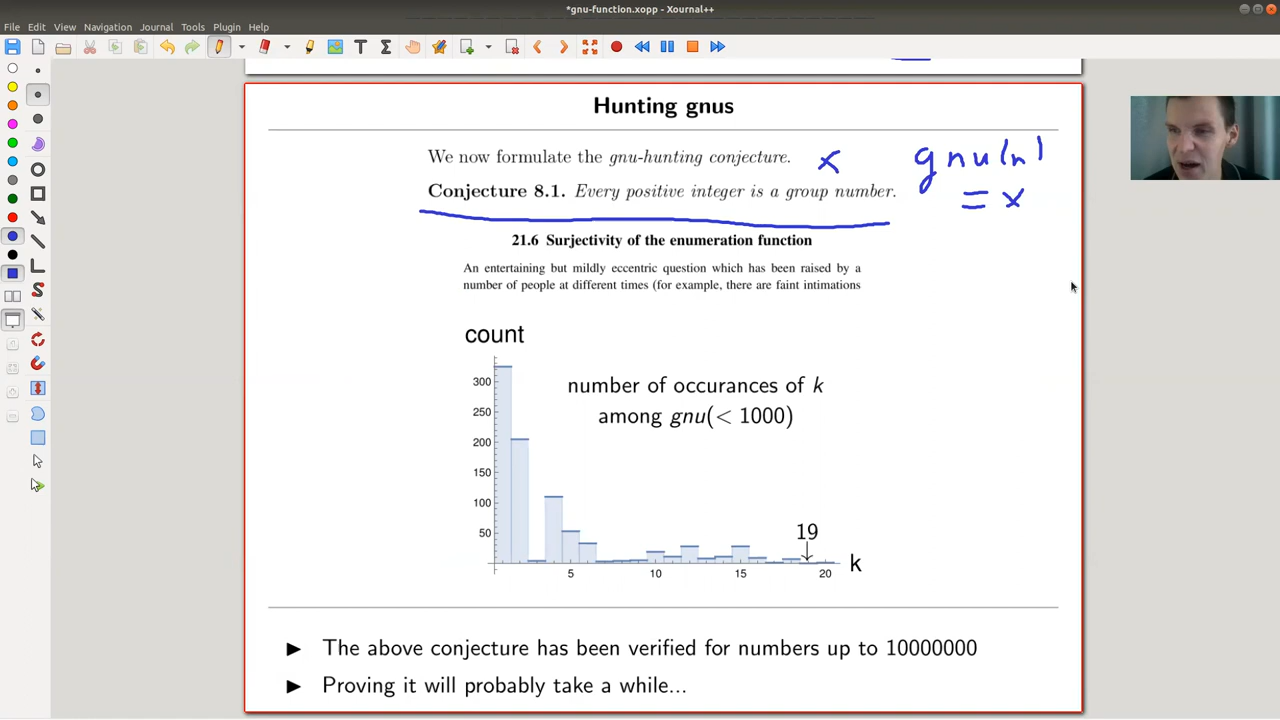 *gnu-function.xopp - Xournal++
File Edit View Navigation Journal Tools Plugin Help
Hunting gnus
We now formulate the gnu-hunting conjecture. x gnu(n)
Conjecture 8.1. Every positive integer is a group number. = x
21.6 Surjectivity of the enumeration function
An entertaining but mildly eccentric question which has been raised by a
number of people at different times (for example, there are faint intimations
count
number of occurances of k
among gnu(< 1000)
300
250
200
150
100
50
19
5 10 15 20 k
► The above conjecture has been verified for numbers up to 10000000
► Proving it will probably take a while...